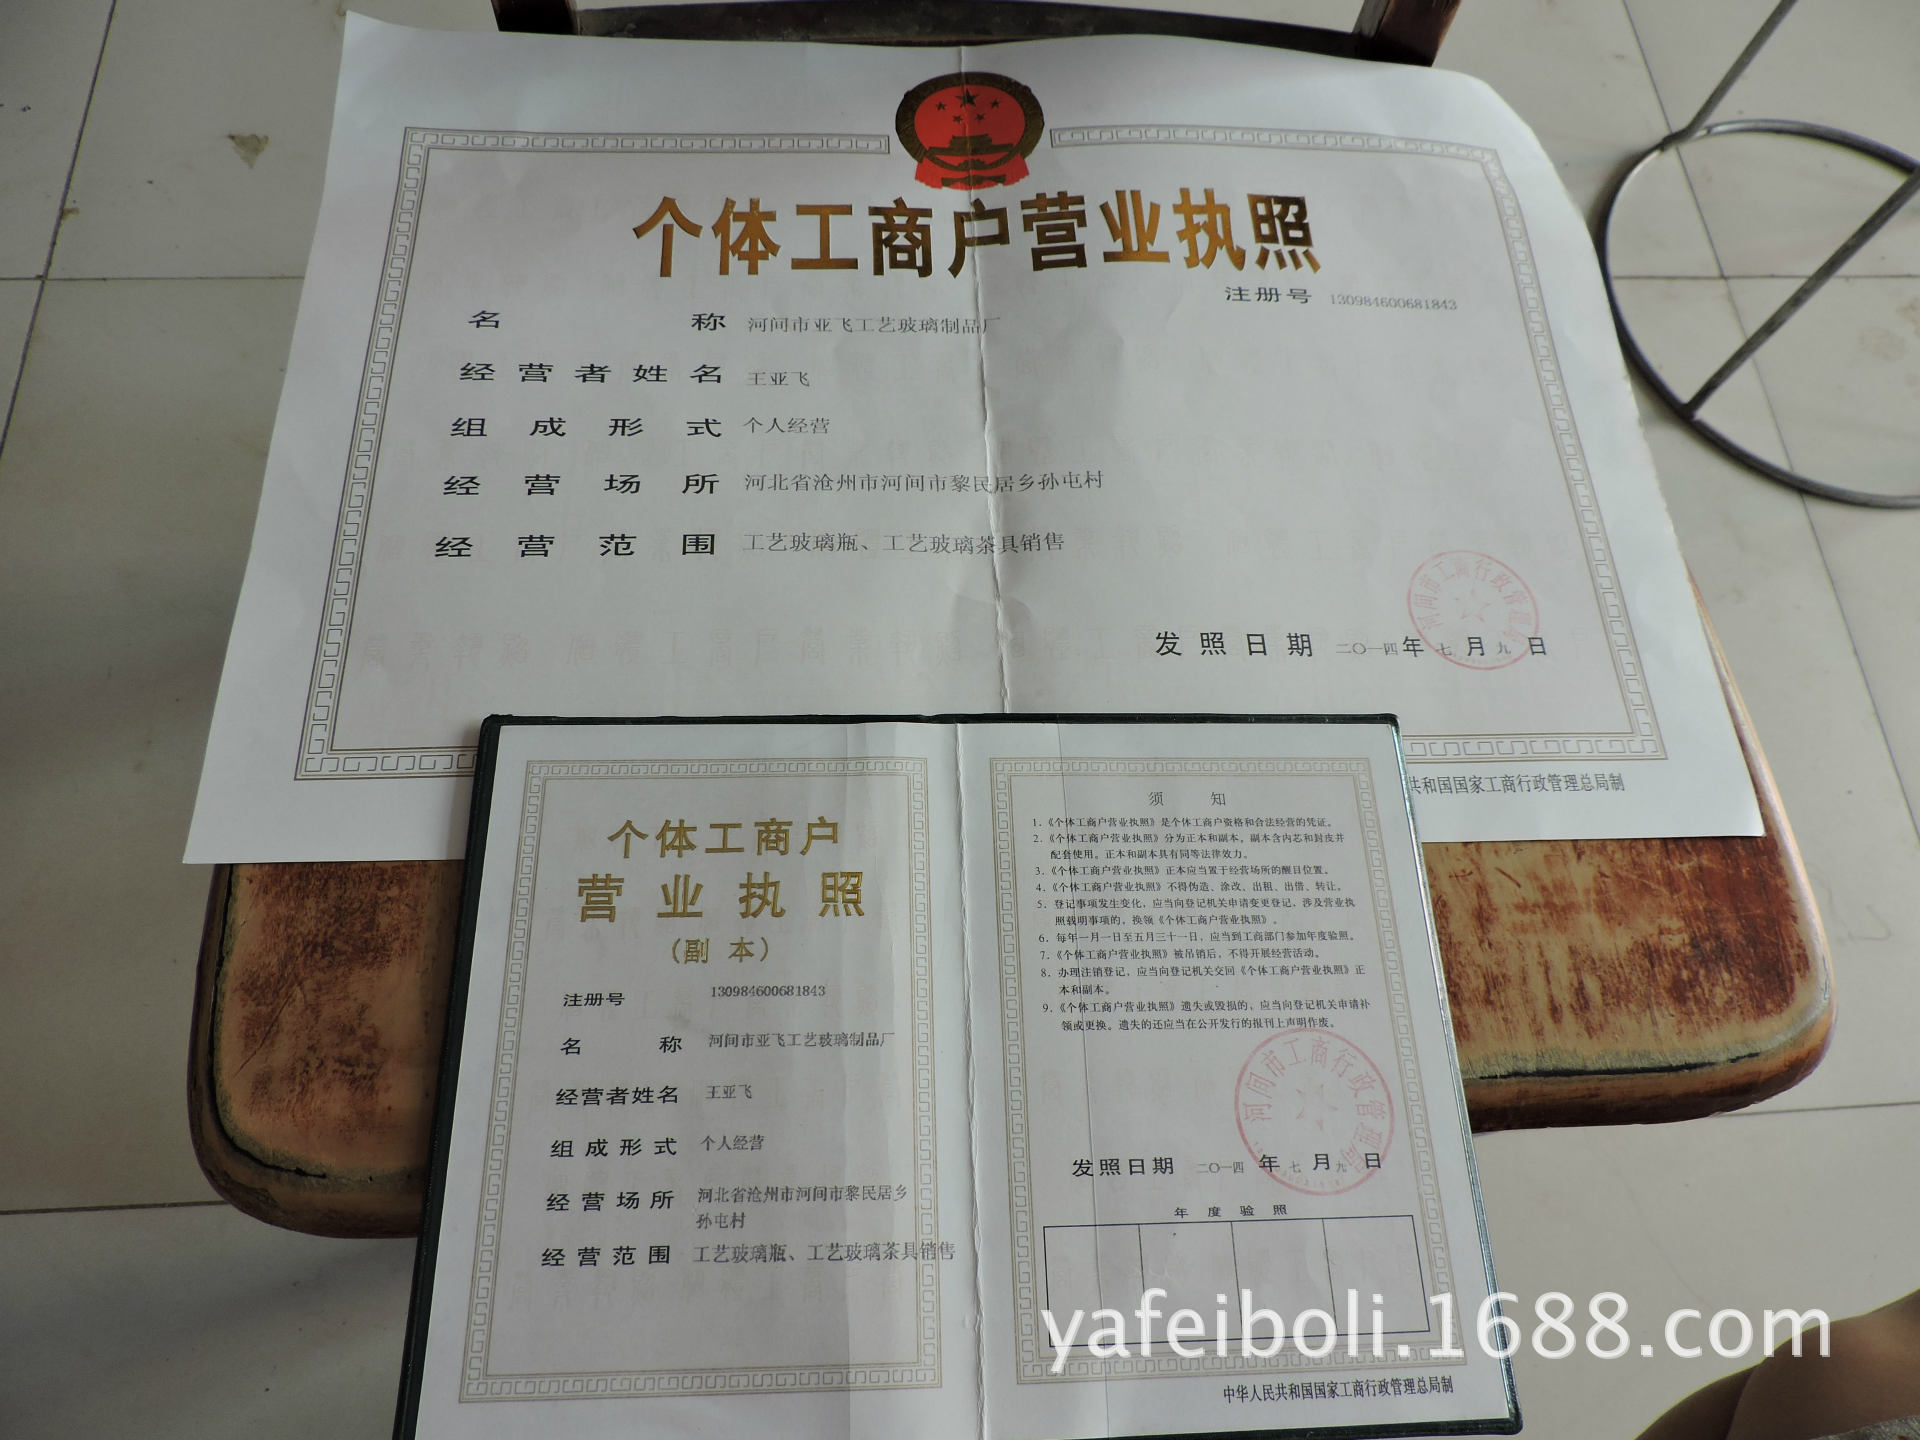 个体工商户营业执照
注册号 130984600681843
名称 河间市亚飞工艺玻璃制品厂
经营者姓名 王亚飞
组成形式 个人经营
经营场所 河北省沧州市河间市黎民居乡孙屯村
经营范围 工艺玻璃瓶、工艺玻璃茶具销售
河间市工商行政管理局
发照日期 二〇一四年七月九日
共和国国家工商行政管理总局制
个体工商户
营业执照
(副本)
注册号 130984600681843
名称 河间市亚飞工艺玻璃制品厂
经营者姓名 王亚飞
组成形式 个人经营
经营场所 河北省沧州市河间市黎民居乡
孙屯村
经营范围 工艺玻璃瓶、工艺玻璃茶具销售
须知
1.《个体工商户营业执照》是个体工商户资格和合法经营的凭证。
2.《个体工商户营业执照》分为正本和副本，副本含内芯和封皮并
配套使用。正本和副本具有同等法律效力。
3.《个体工商户营业执照》正本应当置于经营场所的醒目位置。
4.《个体工商户营业执照》不得伪造、涂改、出租、出借、转让。
5．登记事项发生变化，应当向登记机关申请变更登记，涉及营业执
照载明事项的，换领《个体工商户营业执照》。
6．每年一月一日至五月三十一日，应当到工商部门参加年度验照。
7.《个体工商户营业执照》被吊销后，不得开展经营活动。
8．办理注销登记，应当向登记机关交回《个体工商户营业执照》正
本和副本。
9.《个体工商户营业执照》遗失或毁损的，应当向登记机关申请补
领或更换。遗失的还应当在公开发行的报刊上声明作废。
河间市工商行政管理局
发照日期 二〇一四年七月九日
年度验照
yafeiboli.1688.com
中华人民共和国国家工商行政管理总局制